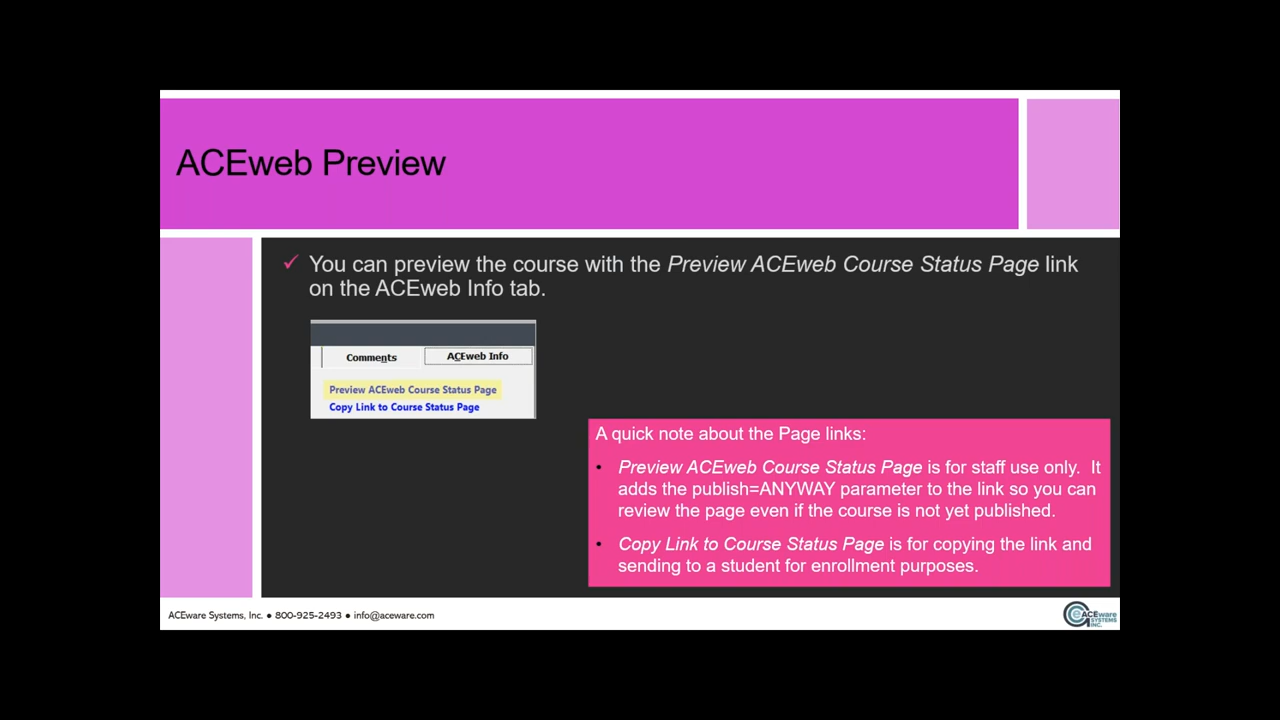 ACEweb Preview
✓ You can preview the course with the Preview ACEweb Course Status Page link
on the ACEweb Info tab.
Comments
ACEweb Info
Preview ACEweb Course Status Page
Copy Link to Course Status Page
A quick note about the Page links:
• Preview ACEweb Course Status Page is for staff use only. It
adds the publish=ANYWAY parameter to the link so you can
review the page even if the course is not yet published.
• Copy Link to Course Status Page is for copying the link and
sending to a student for enrollment purposes.
ACEware Systems, Inc. ● 800-925-2493 ● info@aceware.com
ACEware
SYSTEMS
INC.